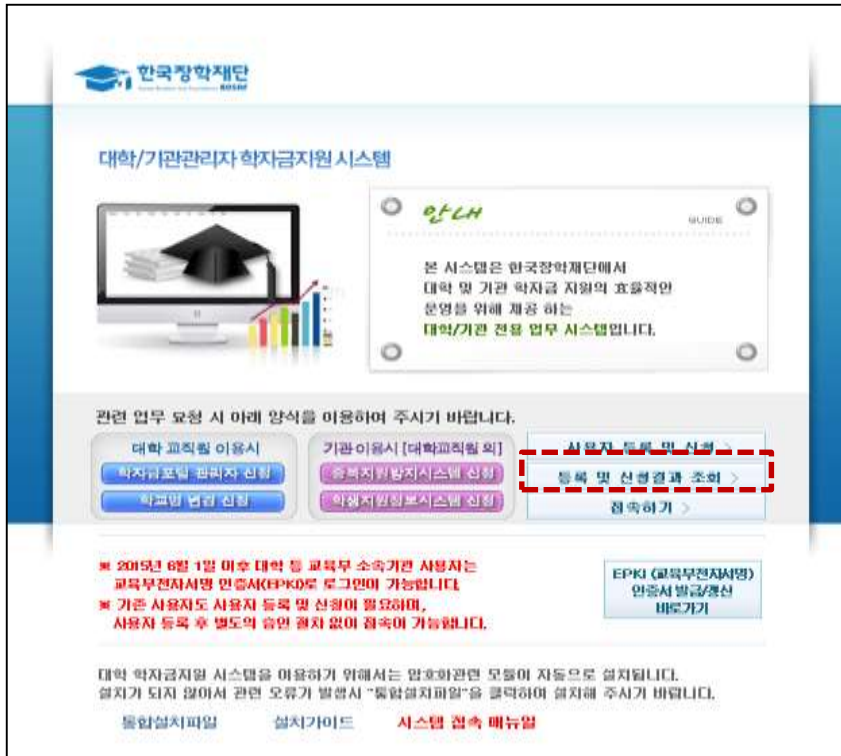 한국장학재단
KOSAF
대학/기관관리자 학자금지원 시스템
안내
GUIDE
본 시스템은 한국장학재단에서
대학 및 기관 학자금 지원의 효율적인
운영을 위해 제공 하는
대학/기관 전용 업무 시스템입니다.
관련 업무 요청 시 아래 양식을 이용하여 주시기 바랍니다.
대학 교직원 이용시
학자금포털 관리자 신청
학교명 변경 신청
기관이용시 [대학교직원 외]
중복지원방지시스템 신청
학생지원정보시스템 신청
사용자 등록 및 신청 >
등록 및 신청결과 조회 >
접속하기 >
※ 2015년 6월 1일 이후 대학 등 교육부 소속기관 사용자는
교육부전자서명 인증서(EPKI)로 로그인이 가능합니다.
※ 기존 사용자도 사용자 등록 및 신청이 필요하며,
사용자 등록 후 별도의 승인 절차 없이 접속이 가능합니다.
EPKI (교육부전자서명)
인증서 발급/갱신
바로가기
대학 학자금지원 시스템을 이용하기 위해서는 암호화관련 모듈이 자동으로 설치됩니다.
설치가 되지 않아서 관련 오류가 발생시 "통합설치파일"을 클릭하여 설치해 주시기 바랍니다.
통합설치파일
설치가이드
시스템 접속 매뉴얼